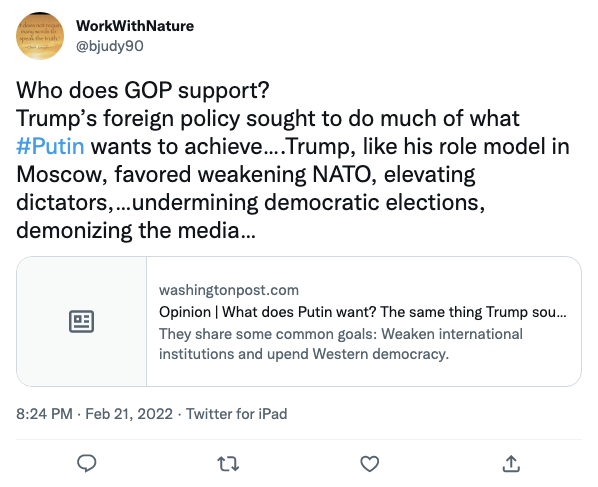 WorkWithNature
@bjudy90
Who does GOP support?
Trump’s foreign policy sought to do much of what
#Putin wants to achieve….Trump, like his role model in
Moscow, favored weakening NATO, elevating
dictators,…undermining democratic elections,
demonizing the media…
washingtonpost.com
Opinion | What does Putin want? The same thing Trump sou...
They share some common goals: Weaken international
institutions and upend Western democracy.
8:24 PM · Feb 21, 2022 · Twitter for iPad